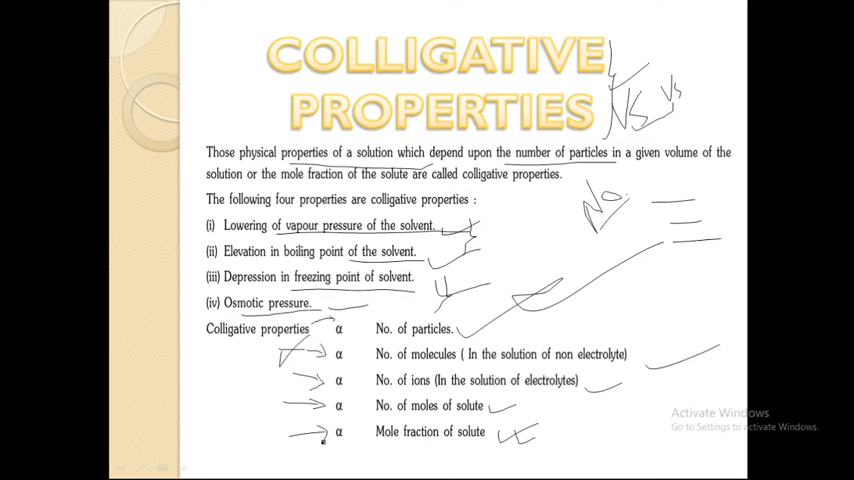 COLLIGATIVE
PROPERTIES
Those physical properties of a solution which depend upon the number of particles in a given volume of the
solution or the mole fraction of the solute are called colligative properties.
The following four properties are colligative properties :
(i) Lowering of vapour pressure of the solvent.
(ii) Elevation in boiling point of the solvent.
(iii) Depression in freezing point of solvent.
(iv) Osmotic pressure.
No.
Colligative properties α No. of particles.
α No. of molecules ( In the solution of non electrolyte)
α No. of ions (In the solution of electrolytes)
α No. of moles of solute
α Mole fraction of solute
Activate Windows
Go to Settings to activate Windows.